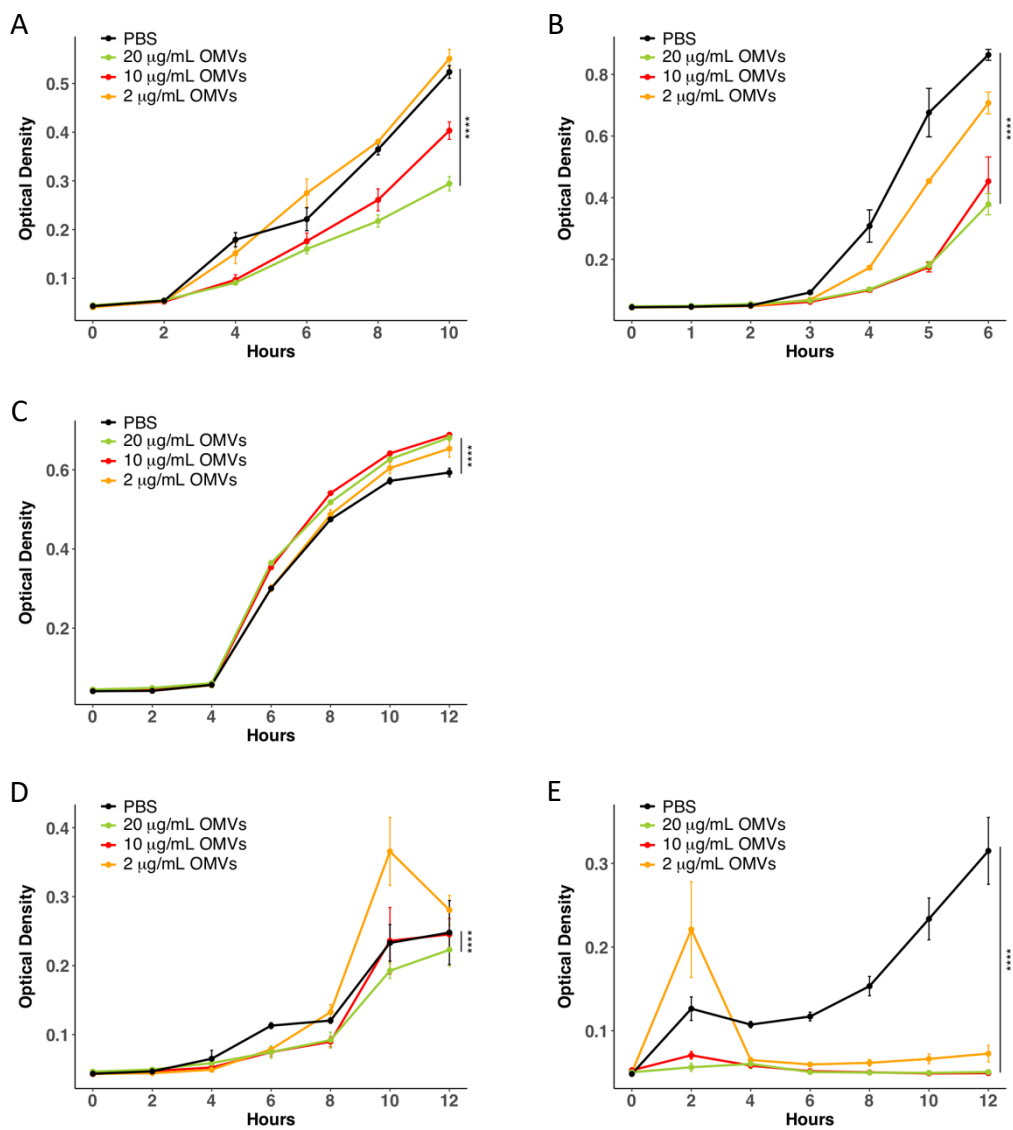 A
PBS
20 μg/mL OMVs
10 μg/mL OMVs
2 μg/mL OMVs
Optical Density
0.5
0.4
0.3
0.2
0.1
****
0 2 4 6 8 10
Hours
B
PBS
20 μg/mL OMVs
10 μg/mL OMVs
2 μg/mL OMVs
Optical Density
0.8
0.6
0.4
0.2
****
0 1 2 3 4 5 6
Hours
C
PBS
20 μg/mL OMVs
10 μg/mL OMVs
2 μg/mL OMVs
Optical Density
0.6
0.4
0.2
****
0 2 4 6 8 10 12
Hours
D
PBS
20 μg/mL OMVs
10 μg/mL OMVs
2 μg/mL OMVs
Optical Density
0.4
0.3
0.2
0.1
****
0 2 4 6 8 10 12
Hours
E
PBS
20 μg/mL OMVs
10 μg/mL OMVs
2 μg/mL OMVs
Optical Density
0.3
0.2
0.1
****
0 2 4 6 8 10 12
Hours